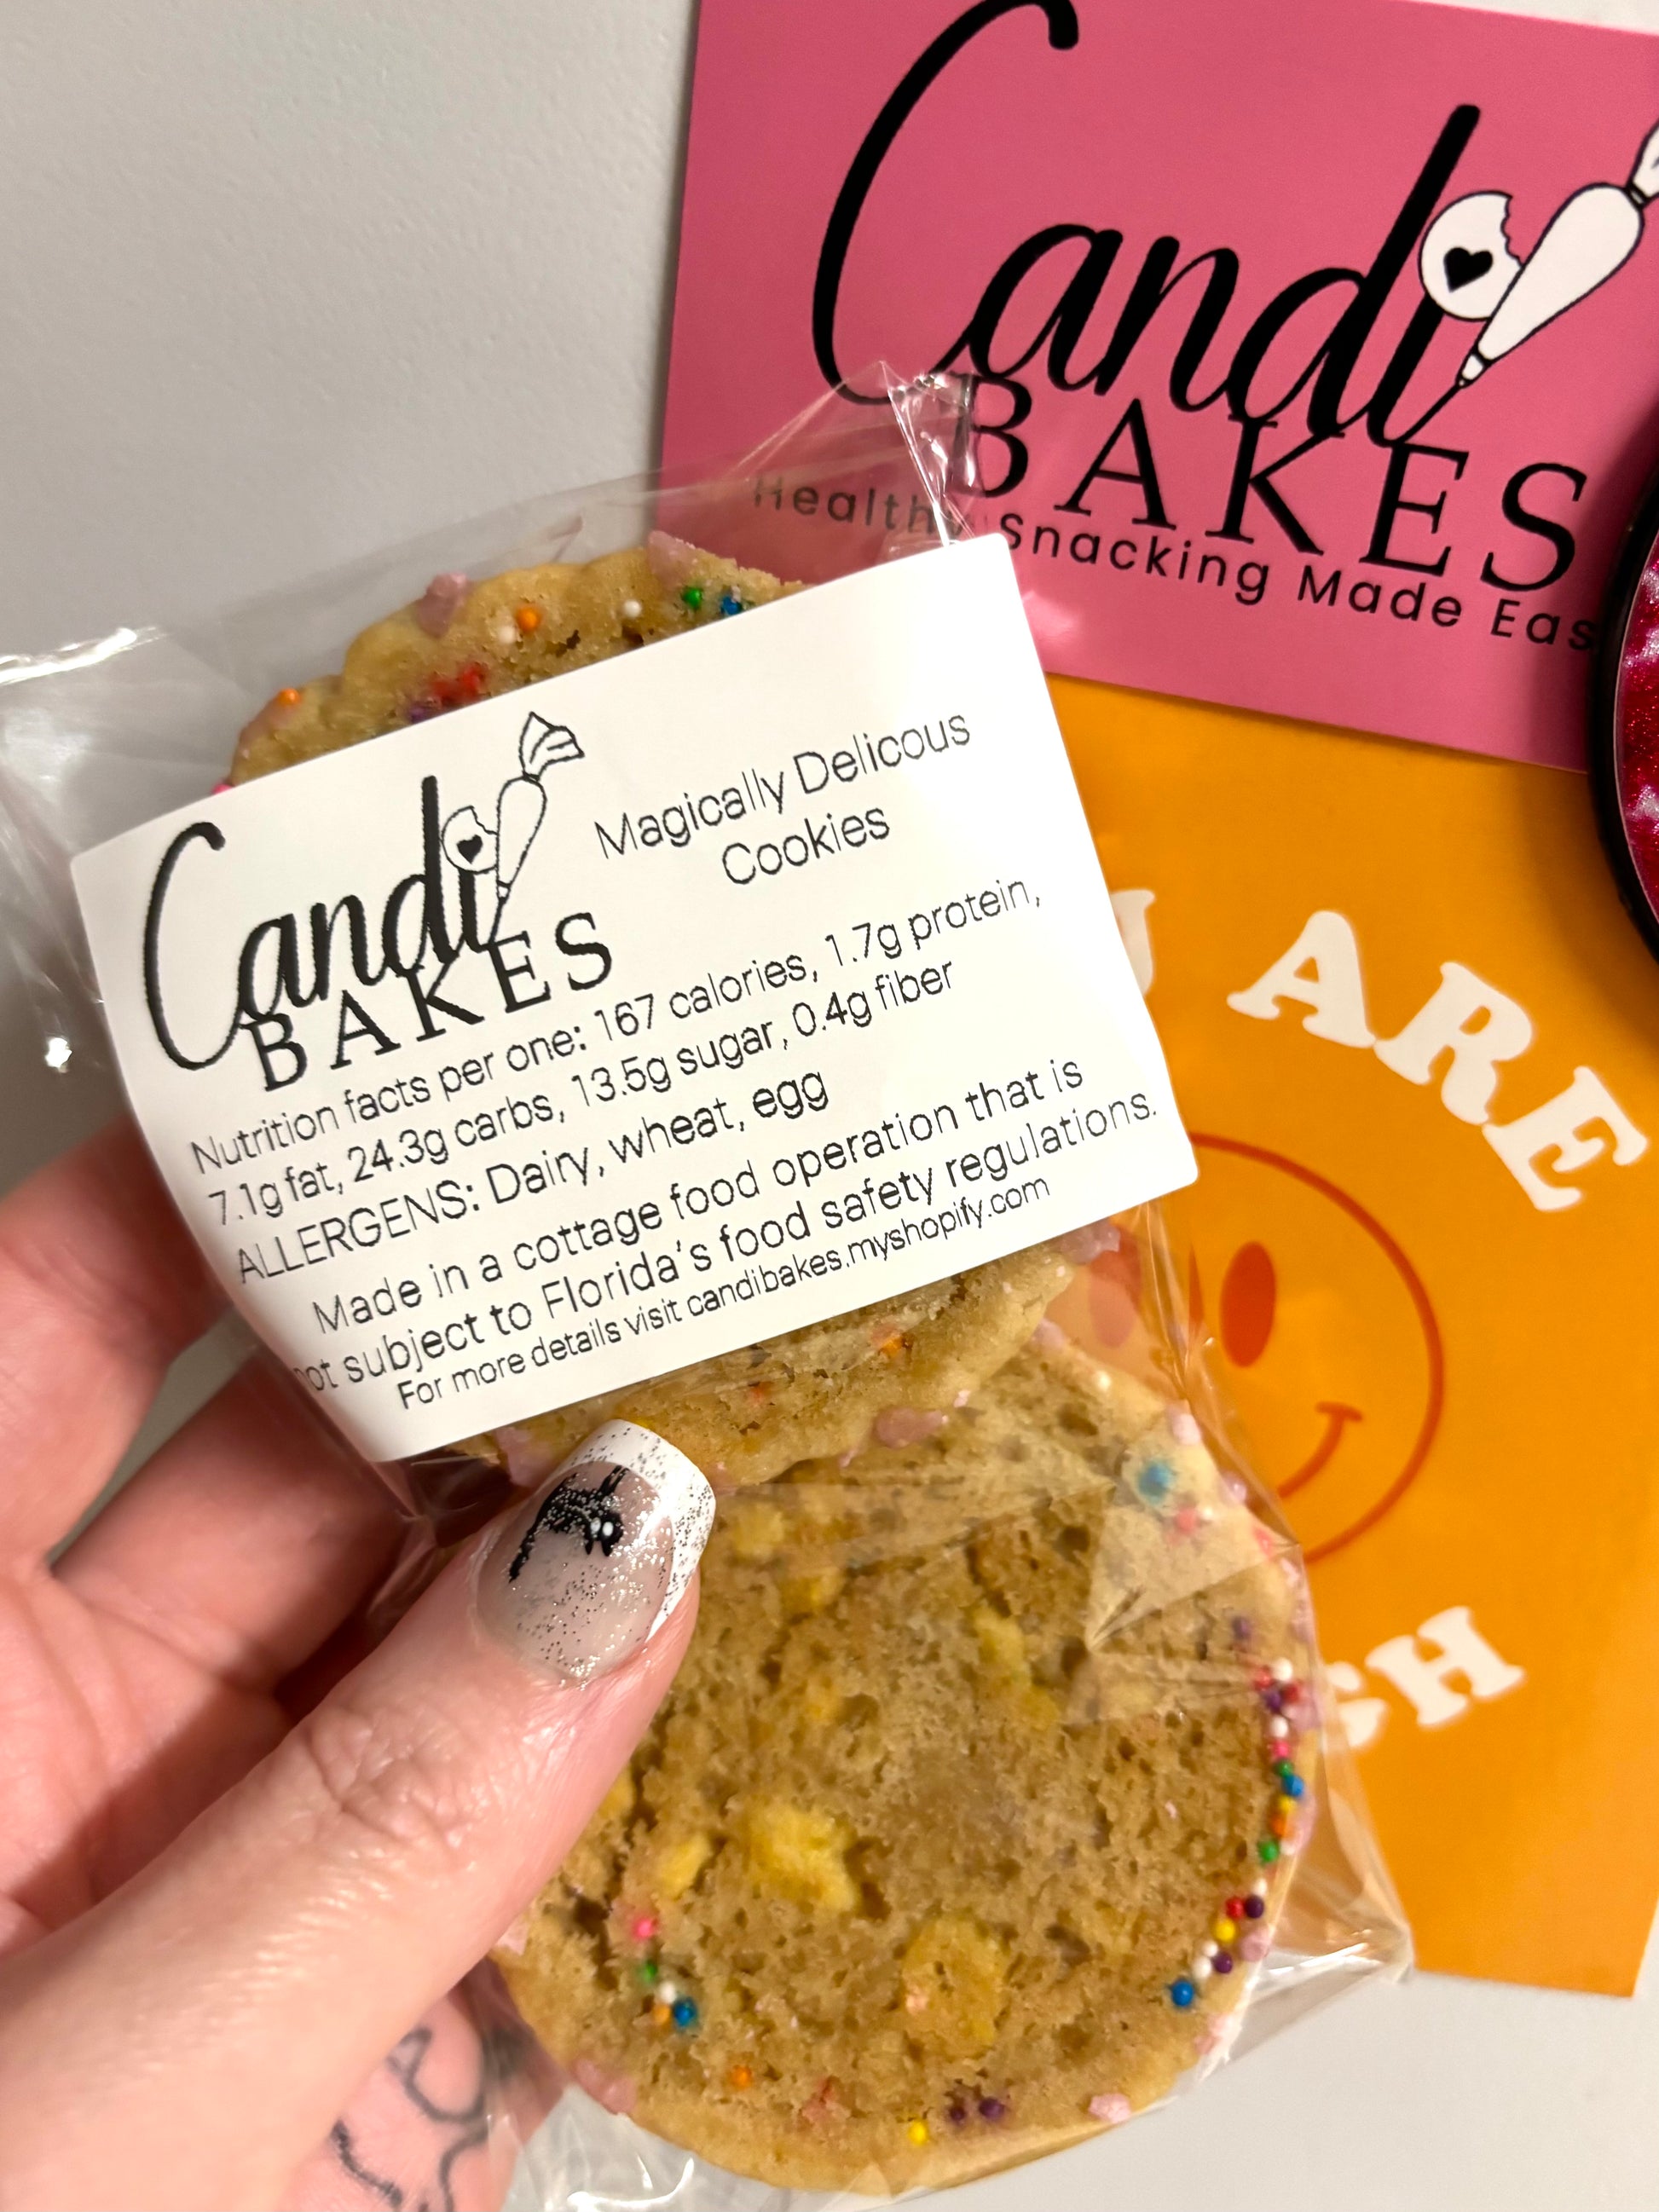 Candi
BAKES
Healthy Snacking Made Eas
Candi
BAKES
Magically Delicous
Cookies
Nutrition facts per one: 167 calories, 1.7g protein,
7.1g fat, 24.3g carbs, 13.5g sugar, 0.4g fiber
ALLERGENS: Dairy, wheat, egg
Made in a cottage food operation that is
not subject to Florida's food safety regulations.
For more details visit candibakes.myshopify.com
ARE